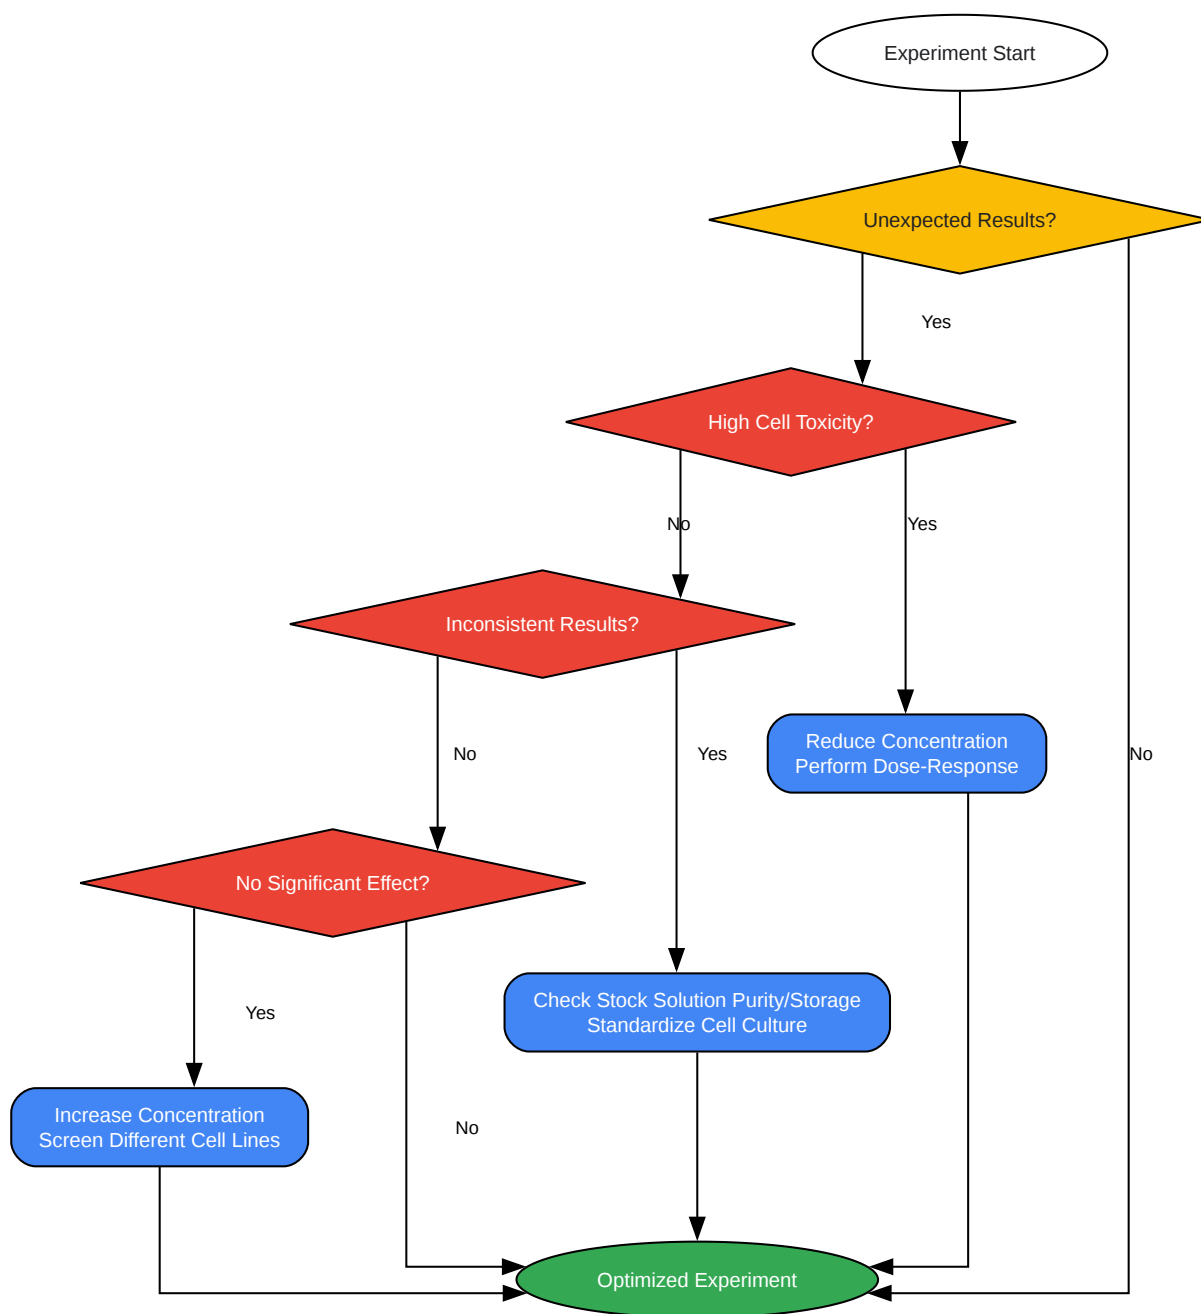 Experiment Start
Unexpected Results?
Yes
High Cell Toxicity?
No
Yes
Inconsistent Results?
Reduce Concentration
Perform Dose-Response
No
Yes
No
No Significant Effect?
Check Stock Solution Purity/Storage
Standardize Cell Culture
Yes
Increase Concentration
Screen Different Cell Lines
No
Optimized Experiment